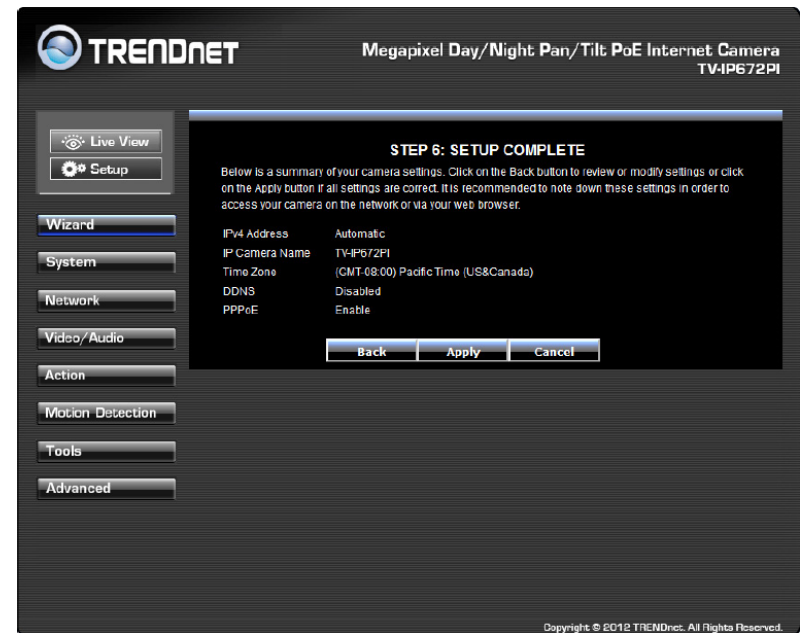 TRENDNET
Megapixel Day/Night Pan/Tilt PoE Internet Camera
TV-IP672PI
Live View
Setup
Wizard
System
Network
Video/Audio
Action
Motion Detection
Tools
Advanced
STEP 6: SETUP COMPLETE
Below is a summary of your camera settings. Click on the Back button to review or modify settings or click
on the Apply button if all settings are correct. It is recommended to note down these settings in order to
access your camera on the network or via your web browser.
IPv4 Address Automatic
IP Camera Name TV-IP672PI
Time Zone (GMT-08:00) Pacific Time (US&Canada)
DDNS Disabled
PPPoE Enable
Back Apply Cancel
Copyright © 2012 TRENDnet. All Rights Reserved.